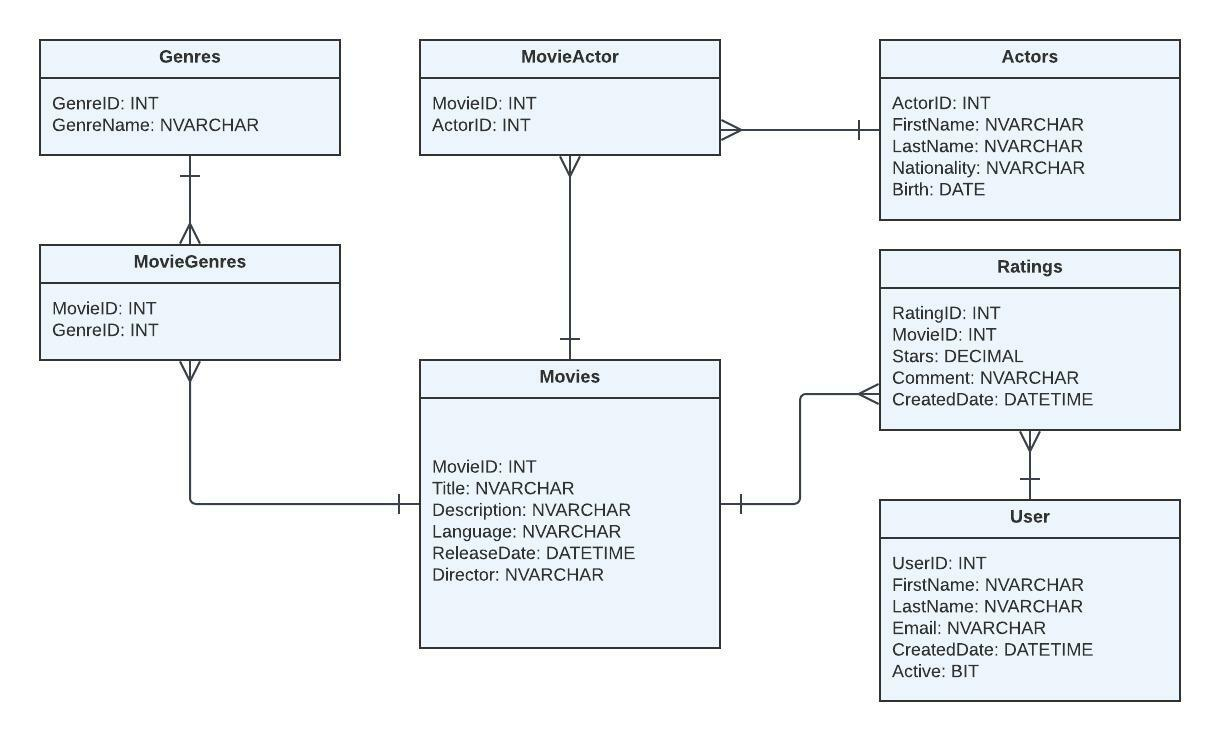 Genres
GenreID: INT
GenreName: NVARCHAR
MovieActor
MovieID: INT
ActorID: INT
Actors
ActorID: INT
FirstName: NVARCHAR
LastName: NVARCHAR
Nationality: NVARCHAR
Birth: DATE
MovieGenres
MovieID: INT
GenreID: INT
Ratings
RatingID: INT
MovieID: INT
Stars: DECIMAL
Comment: NVARCHAR
CreatedDate: DATETIME
Movies
MovieID: INT
Title: NVARCHAR
Description: NVARCHAR
Language: NVARCHAR
ReleaseDate: DATETIME
Director: NVARCHAR
User
UserID: INT
FirstName: NVARCHAR
LastName: NVARCHAR
Email: NVARCHAR
CreatedDate: DATETIME
Active: BIT